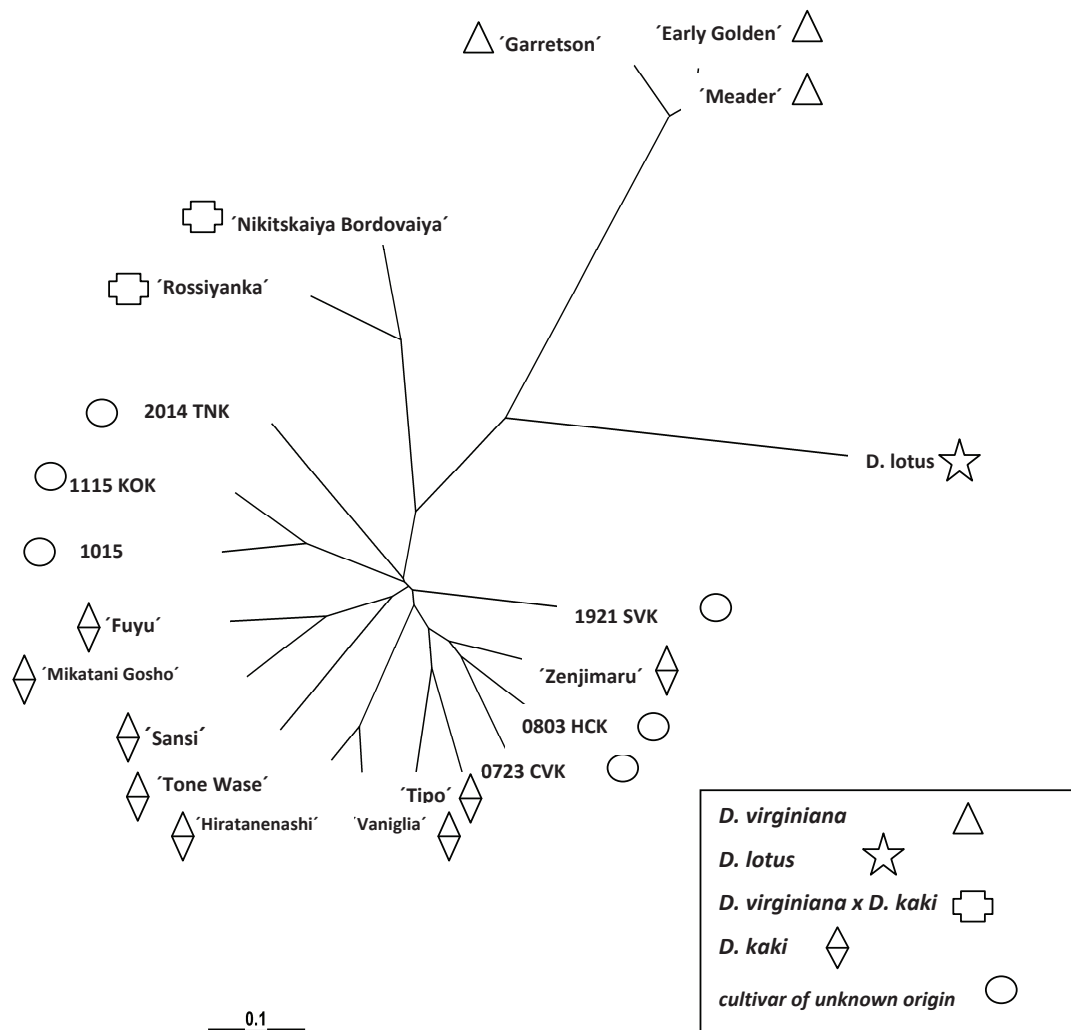 ´Garretson´
´Early Golden´
´Meader´
´Nikitskaiya Bordovaiya´
´Rossiyanka´
2014 TNK
D. lotus
1115 KOK
1015
´Fuyu´
1921 SVK
´Mikatani Gosho´
´Zenjimaru´
´Sansi´
0803 HCK
´Tone Wase´
´Tipo´
0723 CVK
´Hiratanenashi´
´Vaniglia´
D. virginiana
D. lotus
D. virginiana x D. kaki
D. kaki
cultivar of unknown origin
0.1